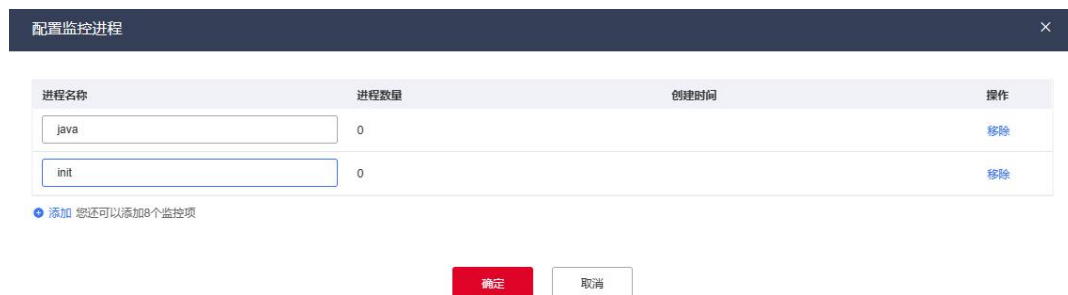 配置监控进程
进程名称 进程数量 创建时间 操作
java 0 移除
init 0 移除
添加 您还可以添加8个监控项
确定 取消